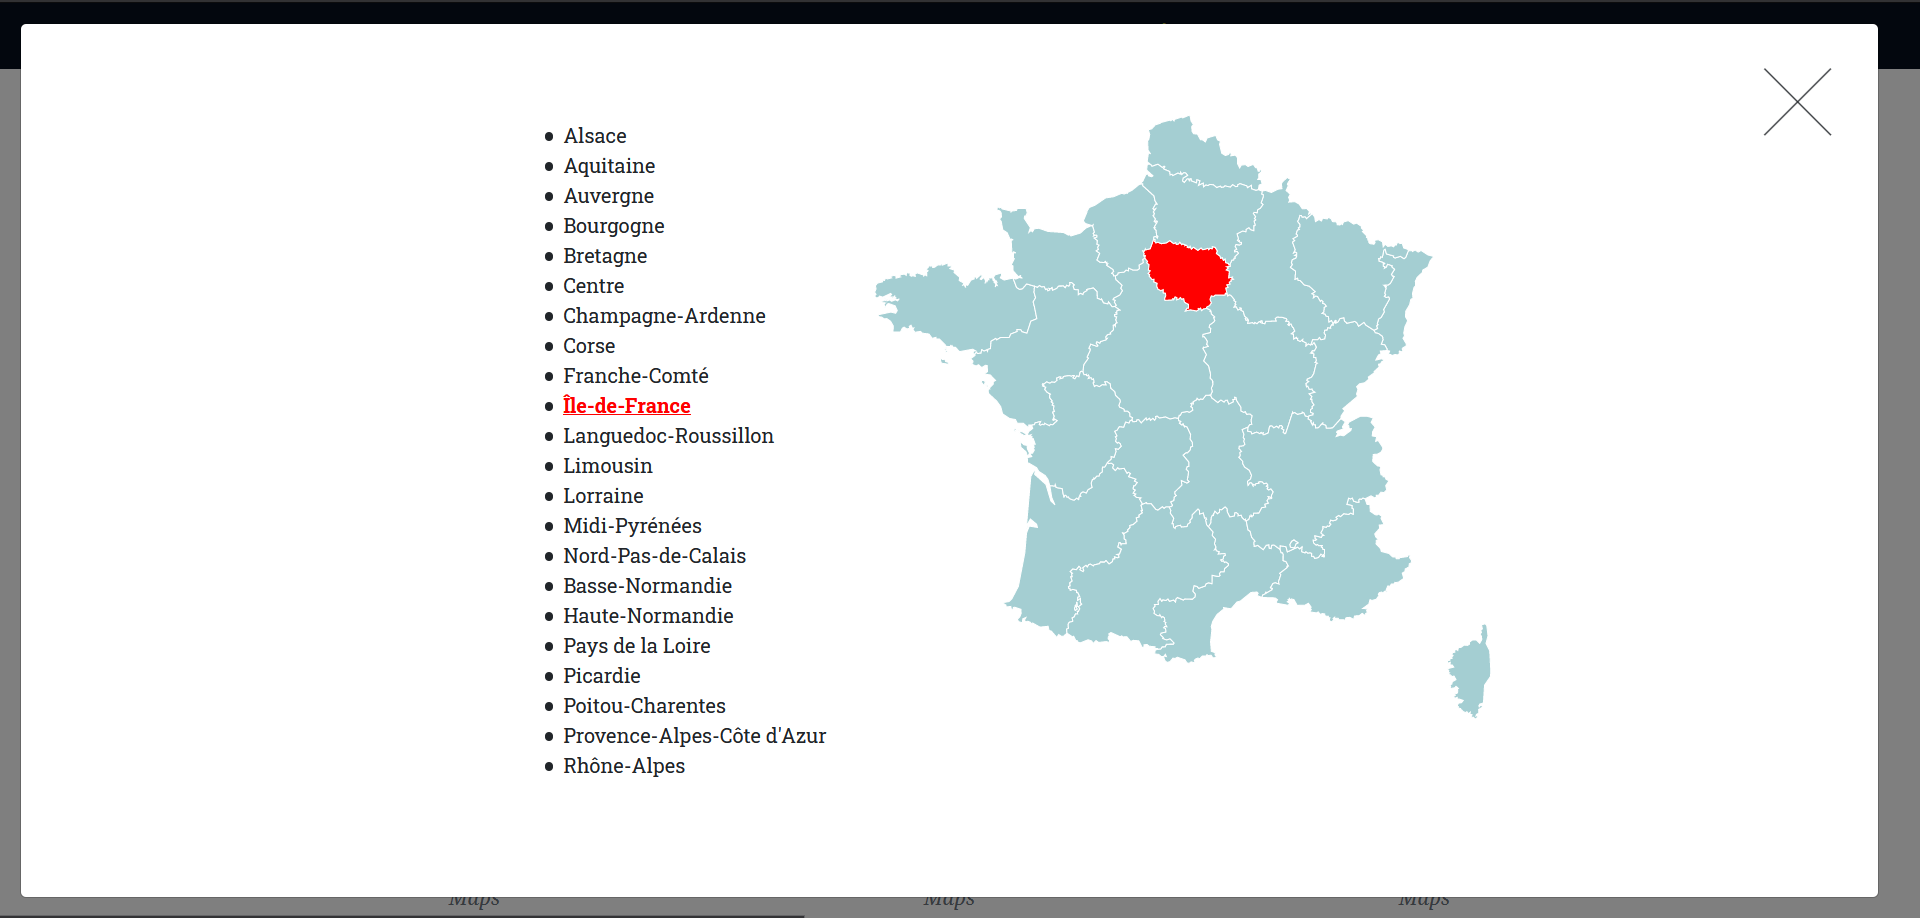 Alsace
Aquitaine
Auvergne
Bourgogne
Bretagne
Centre
Champagne-Ardenne
Corse
Franche-Comté
Île-de-France
Languedoc-Roussillon
Limousin
Lorraine
Midi-Pyrénées
Nord-Pas-de-Calais
Basse-Normandie
Haute-Normandie
Pays de la Loire
Picardie
Poitou-Charentes
Provence-Alpes-Côte d'Azur
Rhône-Alpes
Maps Maps Maps